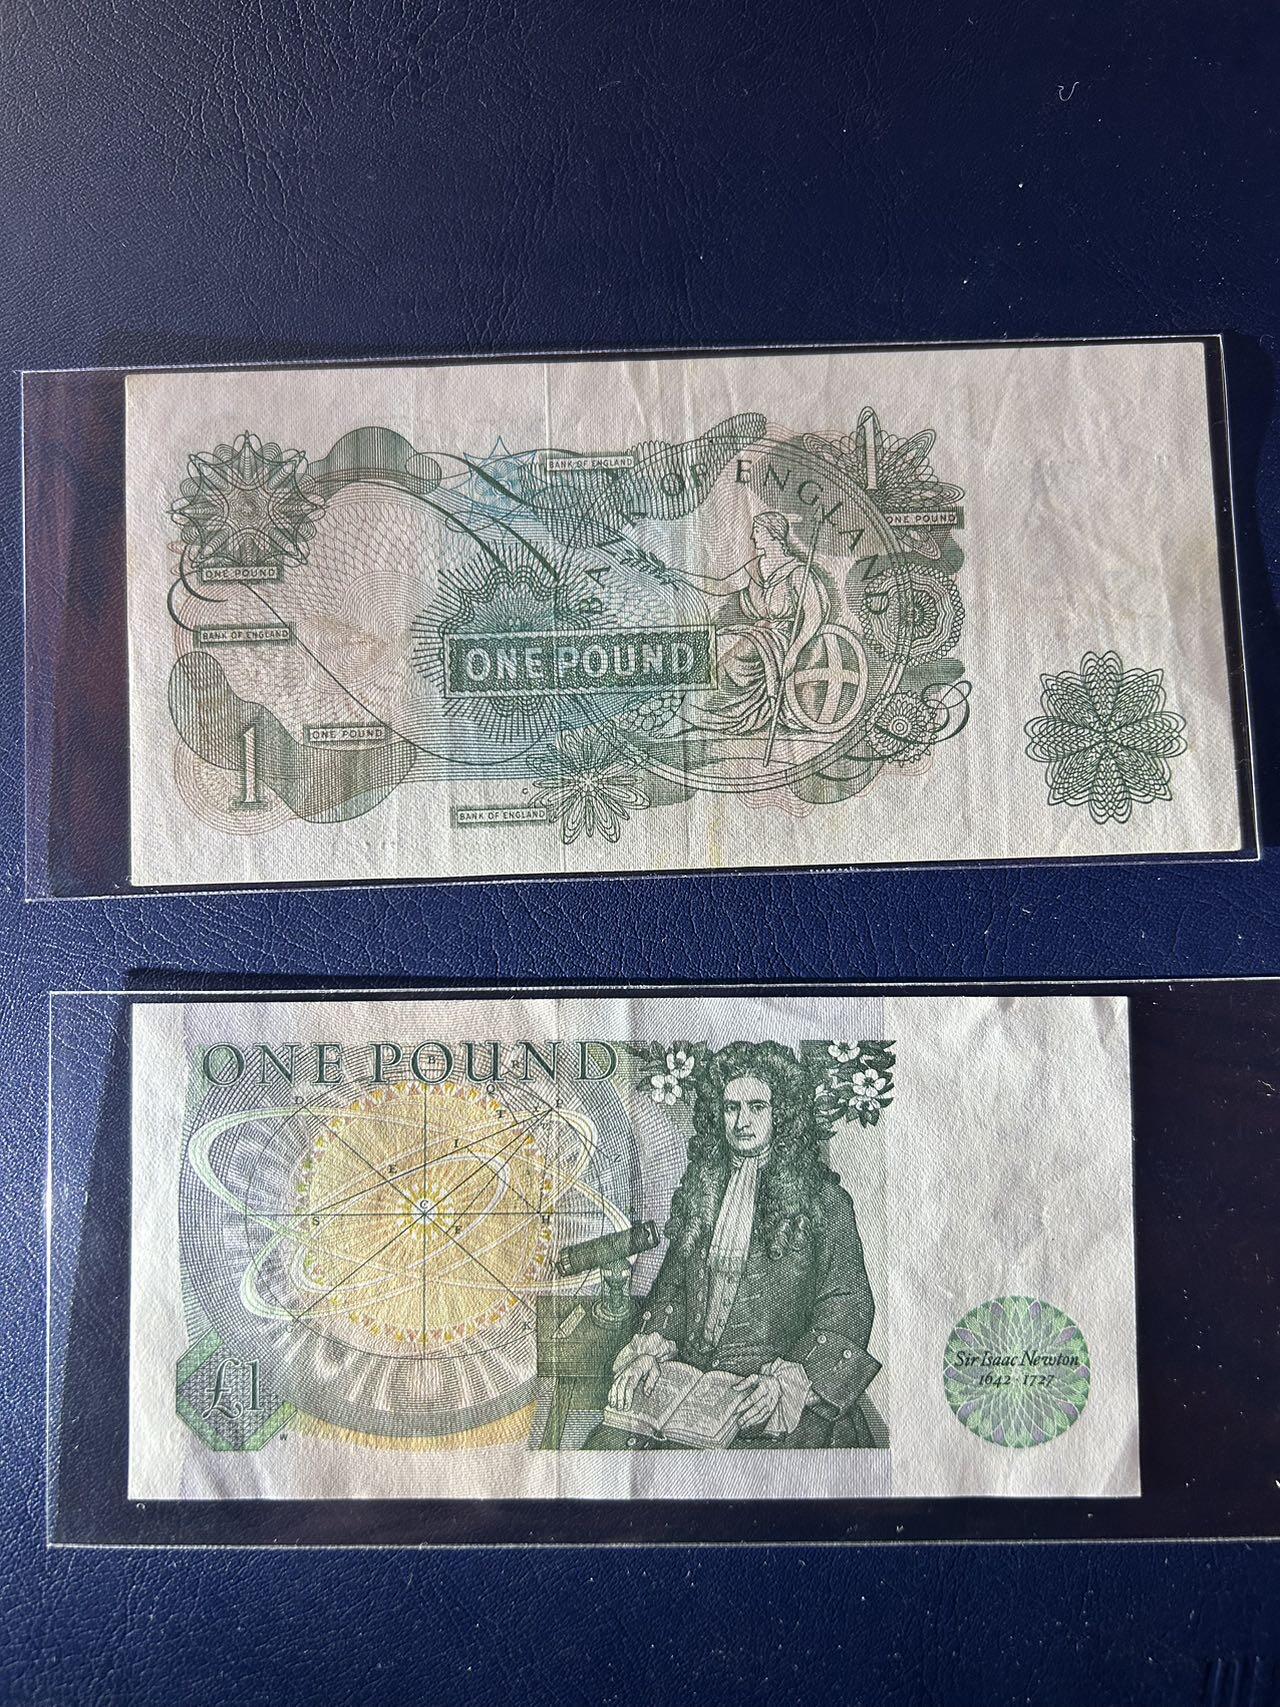 BANK OF ENGLAND
BANK OF ENGLAND
1
ONE POUND
ONE POUND
BANK OF ENGLAND
ONE POUND
1
ONE POUND
G
BANK OF ENGLAND
ONE POUND
B
D
Q
T
I
E
C
S
F
H
K
£1
W
Sir Isaac Newton
1642 - 1727